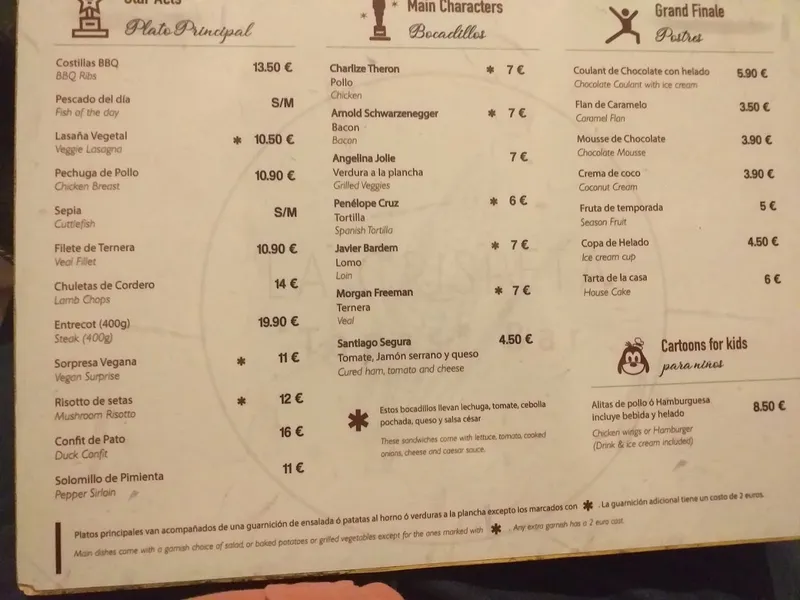 Star Acts
Plato Principal
Costillas BBQ 13.50 €
BBQ Ribs
Pescado del día S/M
Fish of the day
Lasaña Vegetal * 10.50 €
Veggie Lasagna
Pechuga de Pollo 10.90 €
Chicken Breast
Sepia S/M
Cuttlefish
Filete de Ternera 10.90 €
Veal Fillet
Chuletas de Cordero 14 €
Lamb Chops
Entrecot (400g) 19.90 €
Steak (400g)
Sorpresa Vegana * 11 €
Vegan Surprise
Risotto de setas * 12 €
Mushroom Risotto
Confit de Pato 16 €
Duck Confit
Solomillo de Pimienta 11 €
Pepper Sirloin
Main Characters
Bocadillos
Charlize Theron * 7 €
Pollo
Chicken
Arnold Schwarzenegger * 7 €
Bacon
Bacon
Angelina Jolie 7 €
Verdura a la plancha
Grilled Veggies
Penélope Cruz * 6 €
Tortilla
Spanish Tortilla
Javier Bardem * 7 €
Lomo
Loin
Morgan Freeman * 7 €
Ternera
Veal
Santiago Segura 4.50 €
Tomate, Jamón serrano y queso
Cured ham, tomato and cheese
* Estos bocadillos llevan lechuga, tomate, cebolla
pochada, queso y salsa césar
These sandwiches come with lettuce, tomato, cooked
onions, cheese and caesar sauce.
Grand Finale
Postres
Coulant de Chocolate con helado 5.90 €
Chocolate Coulant with ice cream
Flan de Caramelo 3.50 €
Caramel Flan
Mousse de Chocolate 3.90 €
Chocolate Mousse
Crema de coco 3.90 €
Coconut Cream
Fruta de temporada 5 €
Season Fruit
Copa de Helado 4.50 €
Ice cream cup
Tarta de la casa 6 €
House Cake
Cartoons for kids
para niños
Alitas de pollo ó Hamburguesa 8.50 €
incluye bebida y helado
Chicken wings or Hamburger
(Drink & ice cream included)
Platos principales van acompañados de una guarnición de ensalada ó patatas al horno ó verduras a la plancha excepto los marcados con * . La guarnición adicional tiene un costo de 2 euros.
Main dishes come with a garnish choice of salad, or baked potatoes or grilled vegetables except for the ones marked with * . Any extra garnish has a 2 euro cost.